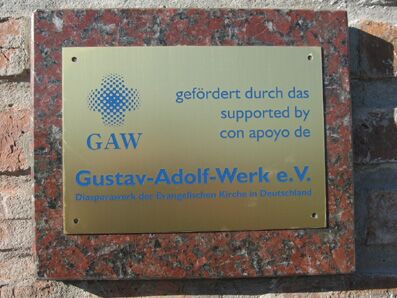 GAW
gefördert durch das
supported by
con apoyo de
Gustav-Adolf-Werk e.V.
Diasporawerk der Evangelischen Kirche in Deutschland